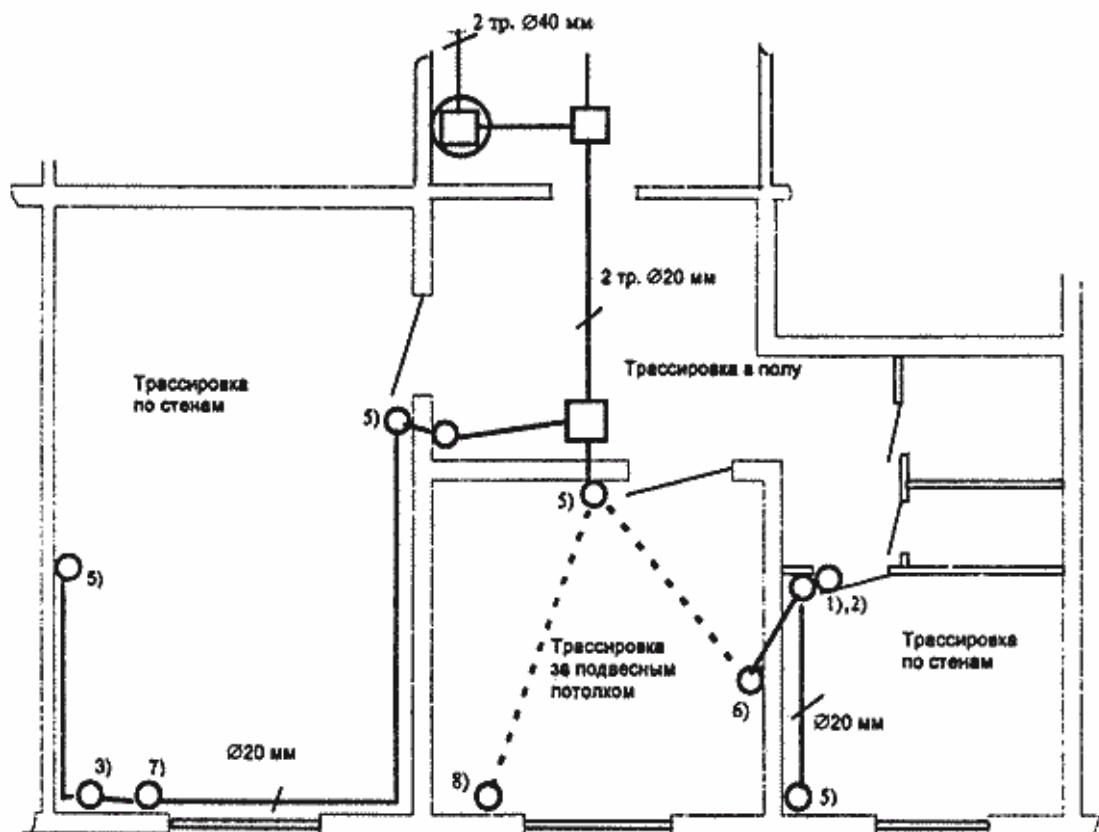 2 тр. Ø40 мм
2 тр. Ø20 мм
Трассировка в полу
Трассировка
по стенам
5)
5)
5)
1),2)
Трассировка
за подвесным
потолком
Трассировка
по стенам
6)
Ø20 мм
Ø20 мм
3)
7)
8)
5)